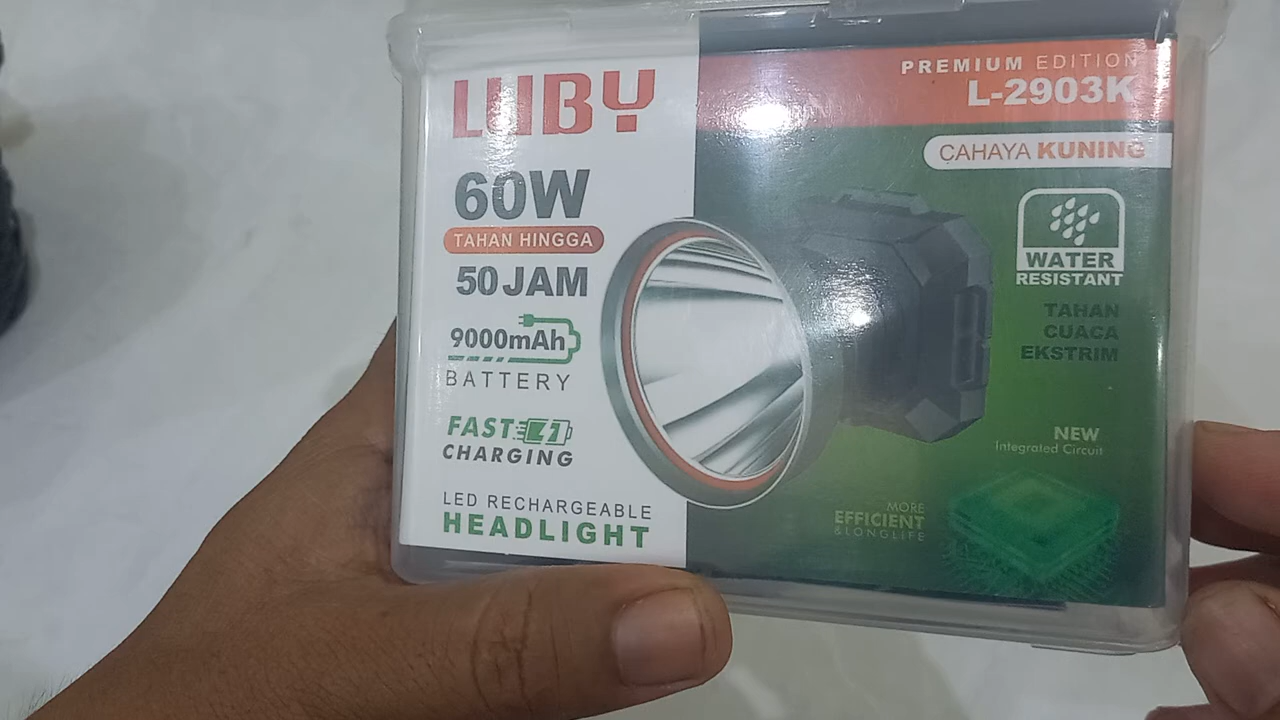 LUBY
60W
TAHAN HINGGA
50 JAM
9000mAh
BATTERY
FAST
CHARGING
LED RECHARGEABLE
HEADLIGHT
PREMIUM EDITION
L-2903K
CAHAYA KUNING
WATER
RESISTANT
TAHAN
CUACA
EKSTRIM
NEW
Integrated Circuit
MORE
EFFICIENT
& LONGLIFE